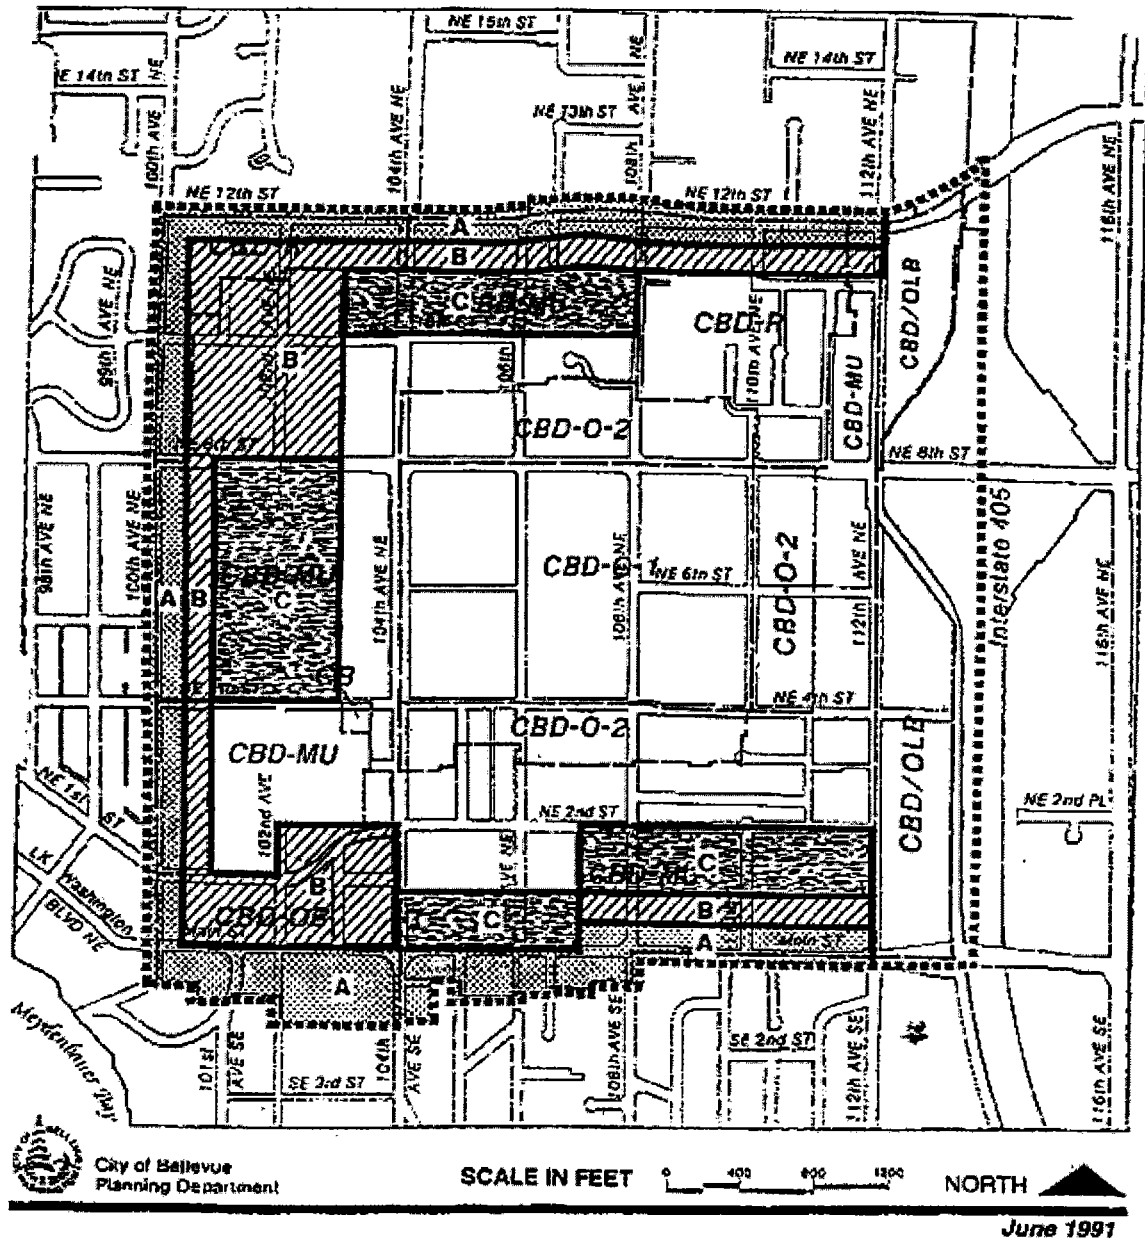 NE 15th ST
E 14th ST
NE 14th ST
NE 13th ST
100th AVE NE
104th AVE NE
108th AVE NE
112th AVE NE
116th AVE NE
NE 12th ST
NE 12th ST
A
B
C
CBD-R
CBD/OLB
99th AVE NE
B
106th
110th AVE NE
CBD-MU
CBD-O-2
NE 8th ST
98th AVE NE
100th AVE NE
A
B
C
104th AVE NE
CBD-O-1
NE 6th ST
108th AVE NE
CBD-O-2
112th AVE NE
Interstate 405
116th AVE NE
NE 4th ST
CBD-MU
CBD-O-2
CBD/OLB
NE 1st ST
102nd AVE
NE 2nd ST
NE 2nd PL
LK Washington BLVD NE
B
AVE NE
C
CBD-OB
C
B
A
A
Meydenbauer
101st AVE SE
104th AVE SE
SE 3rd ST
108th AVE SE
SE 2nd ST
112th AVE SE
116th AVE SE
City of Bellevue
Planning Department
SCALE IN FEET
0 400 800 1200
NORTH
June 1991